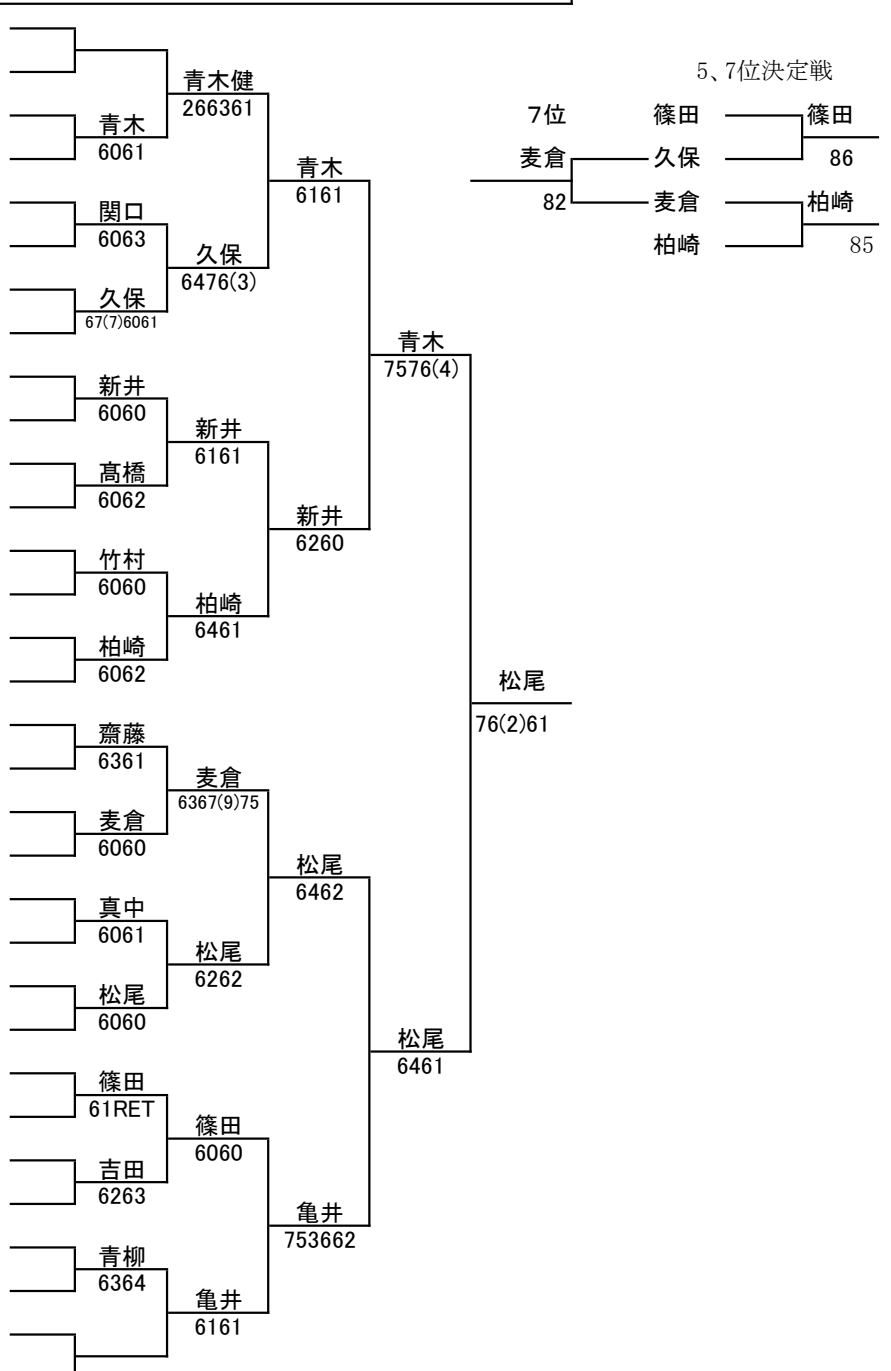 5、7位決定戦
青木健
266361
7位
篠田
篠田
青木
6061
麦倉
久保
86
青木
6161
82
麦倉
柏崎
関口
6063
久保
6476(3)
柏崎
85
久保
67(7)6061
青木
7576(4)
新井
6060
新井
6161
髙橋
6062
新井
6260
竹村
6060
柏崎
6461
柏崎
6062
松尾
76(2)61
齋藤
6361
麦倉
6367(9)75
麦倉
6060
松尾
6462
真中
6061
松尾
6262
松尾
6060
松尾
6461
篠田
61RET
篠田
6060
吉田
6263
亀井
753662
青柳
6364
亀井
6161